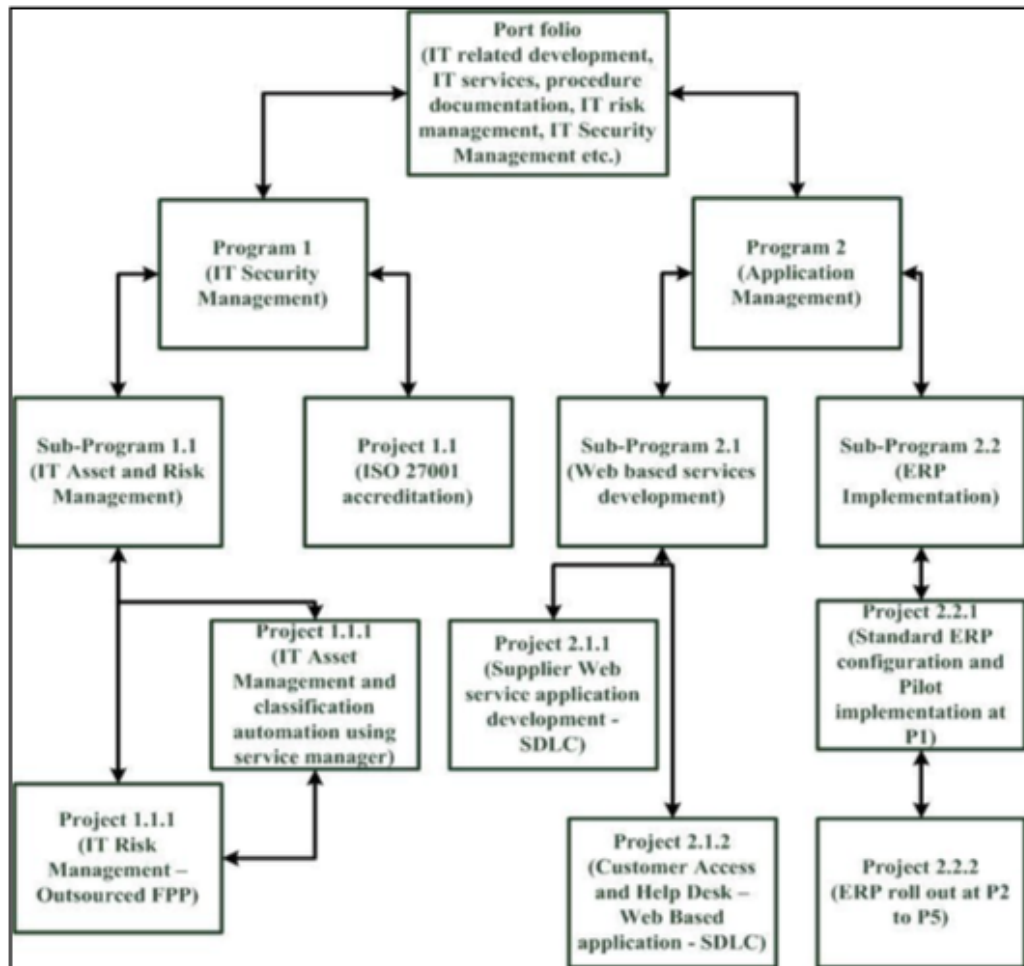 Port folio
(IT related development,
IT services, procedure
documentation, IT risk
management, IT Security
Management etc.)
Program 1
(IT Security
Management)
Program 2
(Application
Management)
Sub-Program 1.1
(IT Asset and Risk
Management)
Project 1.1
(ISO 27001
accreditation)
Sub-Program 2.1
(Web based services
development)
Sub-Program 2.2
(ERP
Implementation)
Project 1.1.1
(IT Asset
Management and
classification
automation using
service manager)
Project 2.1.1
(Supplier Web
service application
development -
SDLC)
Project 2.2.1
(Standard ERP
configuration and
Pilot
implementation at
P1)
Project 1.1.1
(IT Risk
Management –
Outsourced FPP)
Project 2.1.2
(Customer Access
and Help Desk –
Web Based
application - SDLC)
Project 2.2.2
(ERP roll out at P2
to P5)